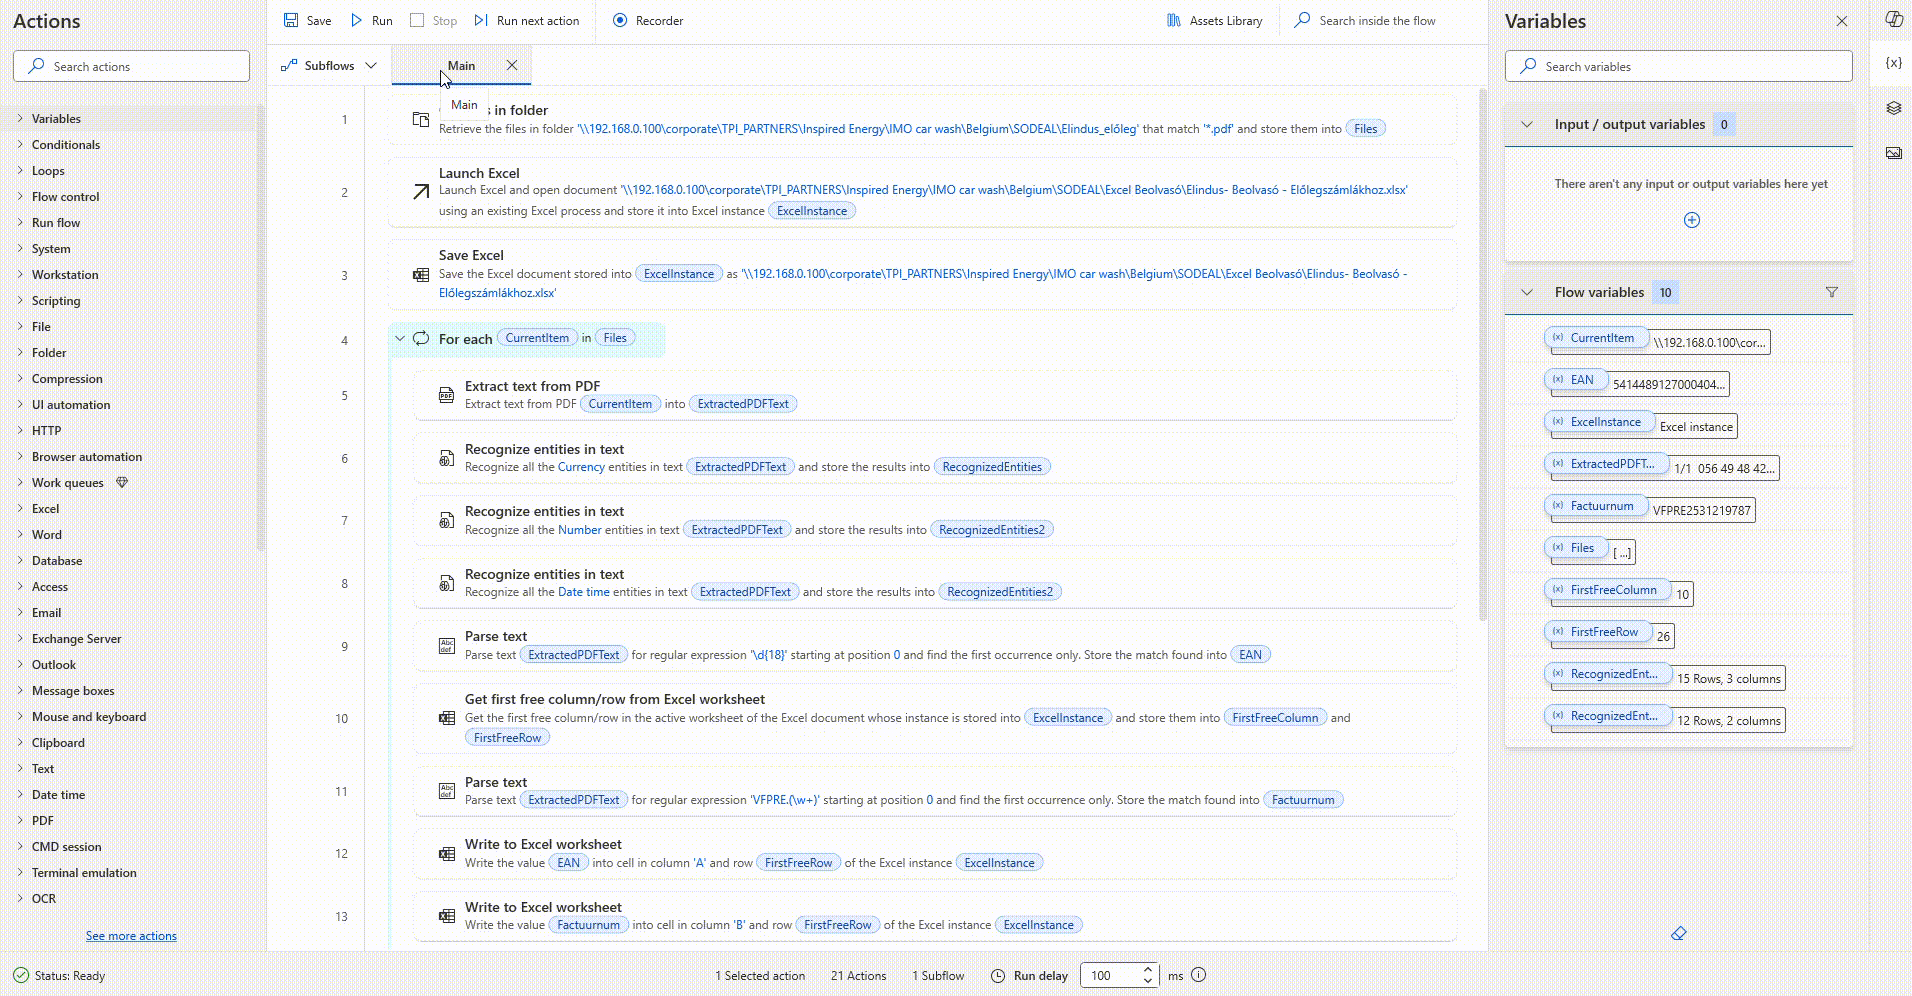 Actions
Search actions
Variables
Conditionals
Loops
Flow control
Run flow
System
Workstation
Scripting
File
Folder
Compression
UI automation
HTTP
Browser automation
Work queues
Excel
Word
Database
Access
Email
Exchange Server
Outlook
Message boxes
Mouse and keyboard
Clipboard
Text
Date time
PDF
CMD session
Terminal emulation
OCR
See more actions
Save Run Stop Run next action Recorder Assets Library Search inside the flow
Subflows Main
Main
1
s in folder
Retrieve the files in folder '\\192.168.0.100\corporate\TPI_PARTNERS\Inspired Energy\IMO car wash\Belgium\SODEAL\Elindus_előleg' that match '*.pdf' and store them into Files
2
Launch Excel
Launch Excel and open document '\\192.168.0.100\corporate\TPI_PARTNERS\Inspired Energy\IMO car wash\Belgium\SODEAL\Excel Beolvasó\Elindus- Beolvasó - Előlegszámlákhoz.xlsx'
using an existing Excel process and store it into Excel instance ExcelInstance
3
Save Excel
Save the Excel document stored into ExcelInstance as '\\192.168.0.100\corporate\TPI_PARTNERS\Inspired Energy\IMO car wash\Belgium\SODEAL\Excel Beolvasó\Elindus- Beolvasó -
Előlegszámlákhoz.xlsx'
4
For each CurrentItem in Files
5
Extract text from PDF
Extract text from PDF CurrentItem into ExtractedPDFText
6
Recognize entities in text
Recognize all the Currency entities in text ExtractedPDFText and store the results into RecognizedEntities
7
Recognize entities in text
Recognize all the Number entities in text ExtractedPDFText and store the results into RecognizedEntities2
8
Recognize entities in text
Recognize all the Date time entities in text ExtractedPDFText and store the results into RecognizedEntities2
9
Parse text
Parse text ExtractedPDFText for regular expression '\d{18}' starting at position 0 and find the first occurrence only. Store the match found into EAN
10
Get first free column/row from Excel worksheet
Get the first free column/row in the active worksheet of the Excel document whose instance is stored into ExcelInstance and store them into FirstFreeColumn and
FirstFreeRow
11
Parse text
Parse text ExtractedPDFText for regular expression 'VFPRE.(\w+)' starting at position 0 and find the first occurrence only. Store the match found into Factuurnum
12
Write to Excel worksheet
Write the value EAN into cell in column 'A' and row FirstFreeRow of the Excel instance ExcelInstance
13
Write to Excel worksheet
Write the value Factuurnum into cell in column 'B' and row FirstFreeRow of the Excel instance ExcelInstance
Variables
Search variables
Input / output variables 0
There aren't any input or output variables here yet
Flow variables 10
(x) CurrentItem \\192.168.0.100\cor...
(x) EAN 5414489127000404...
(x) ExcelInstance Excel instance
(x) ExtractedPDFT... 1/1 056 49 48 42...
(x) Factuurnum VFPRE2531219787
(x) Files [ ...]
(x) FirstFreeColumn 10
(x) FirstFreeRow 26
(x) RecognizedEnt... 15 Rows, 3 columns
(x) RecognizedEnt... 12 Rows, 2 columns
{x}
Status: Ready 1 Selected action 21 Actions 1 Subflow Run delay 100 ms